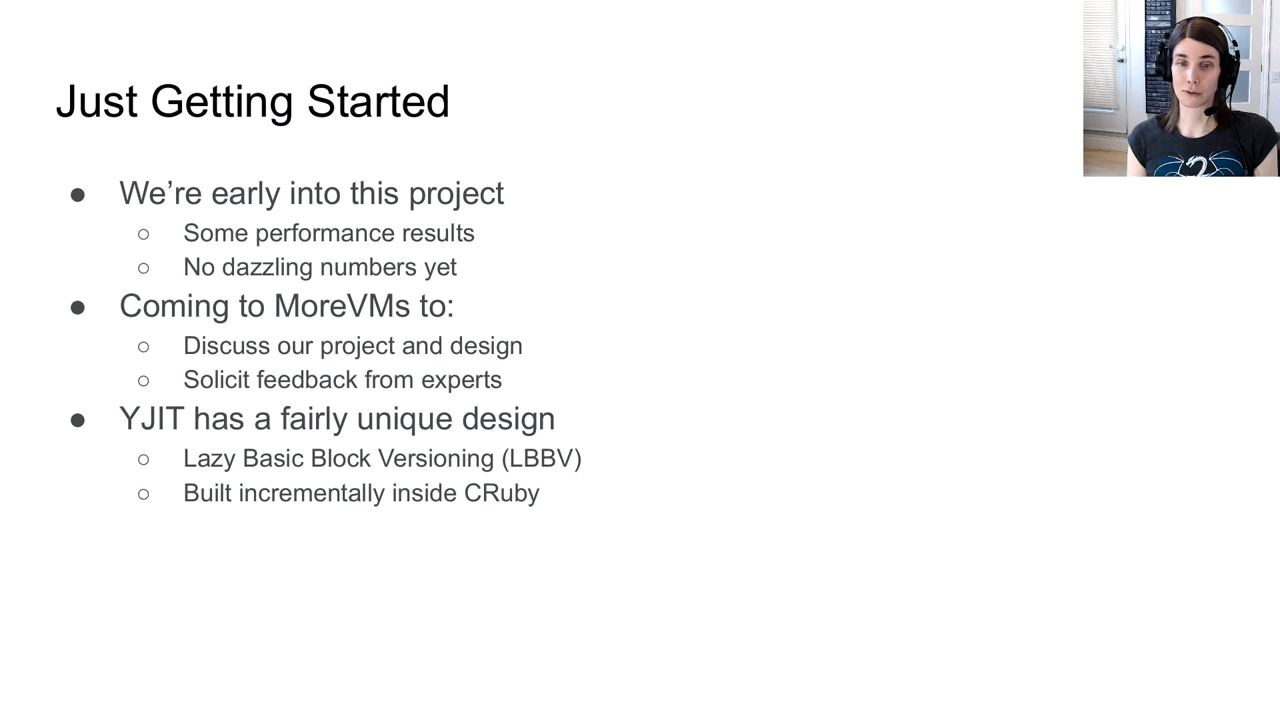 Just Getting Started
● We’re early into this project
○ Some performance results
○ No dazzling numbers yet
● Coming to MoreVMs to:
○ Discuss our project and design
○ Solicit feedback from experts
● YJIT has a fairly unique design
○ Lazy Basic Block Versioning (LBBV)
○ Built incrementally inside CRuby